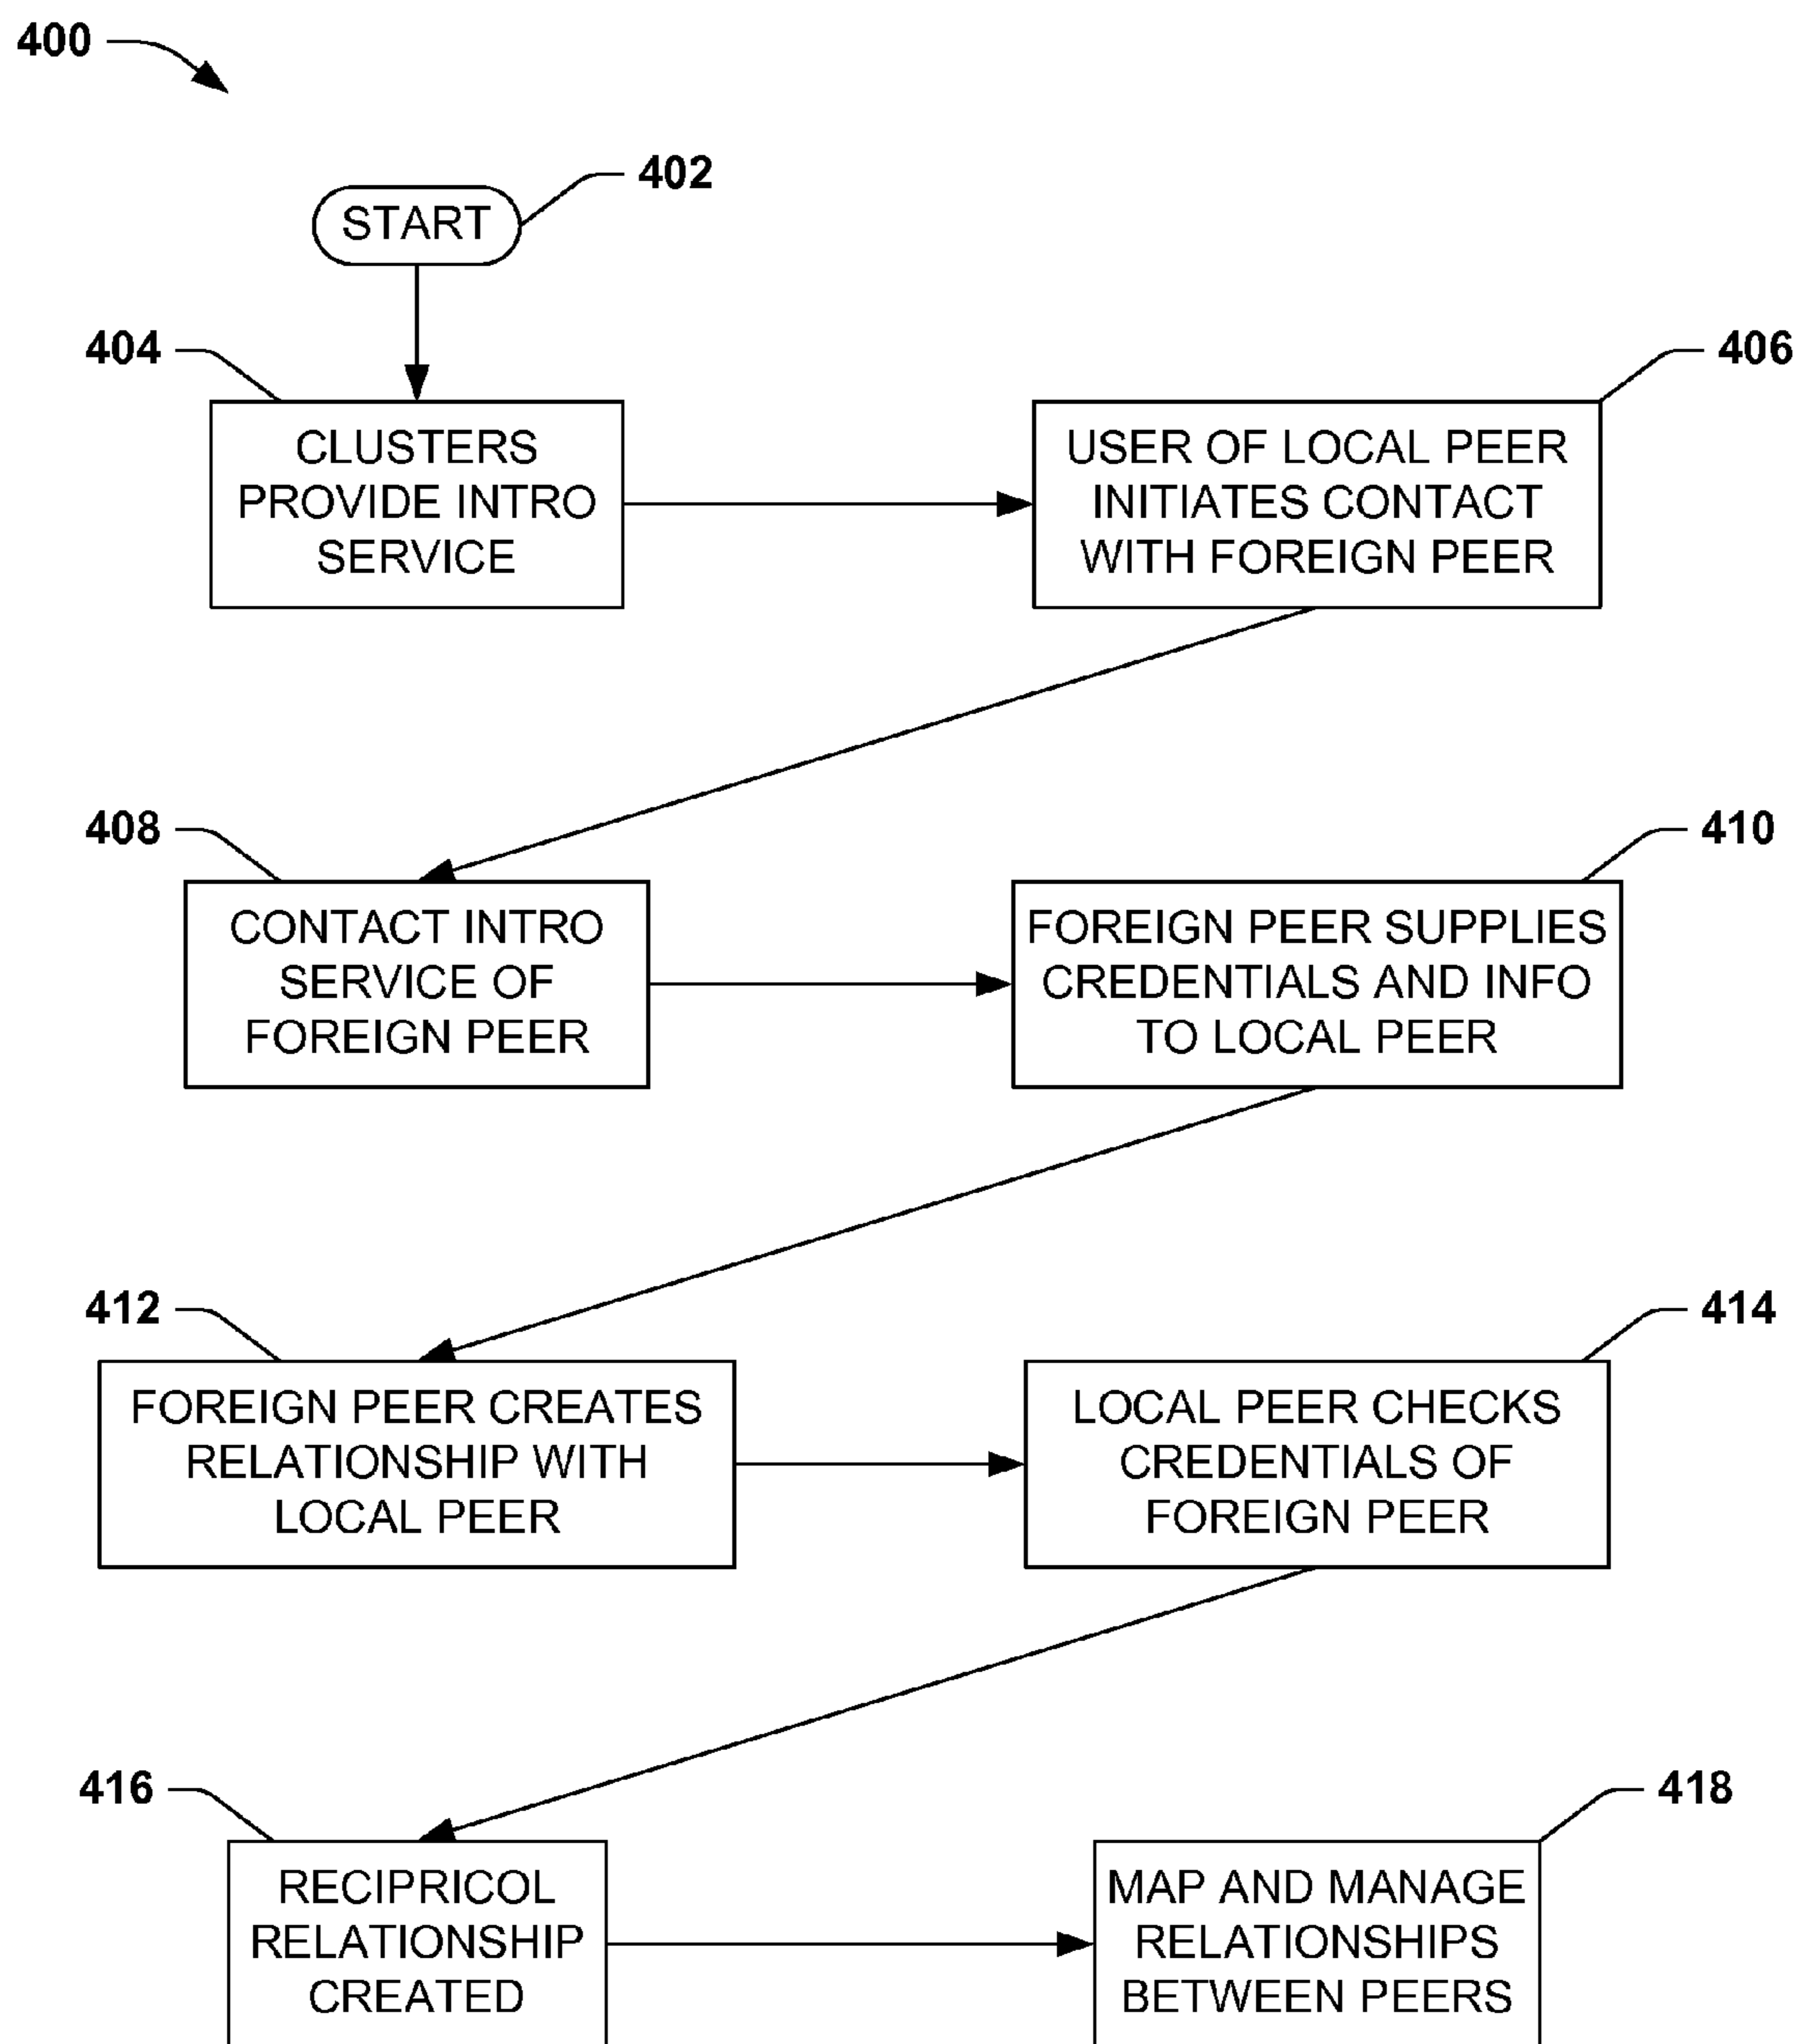 400
402
START
404
406
CLUSTERS
PROVIDE INTRO
SERVICE
USER OF LOCAL PEER
INITIATES CONTACT
WITH FOREIGN PEER
408
410
CONTACT INTRO
SERVICE OF
FOREIGN PEER
FOREIGN PEER SUPPLIES
CREDENTIALS AND INFO
TO LOCAL PEER
412
414
FOREIGN PEER CREATES
RELATIONSHIP WITH
LOCAL PEER
LOCAL PEER CHECKS
CREDENTIALS OF
FOREIGN PEER
416
418
RECIPRICOL
RELATIONSHIP
CREATED
MAP AND MANAGE
RELATIONSHIPS
BETWEEN PEERS